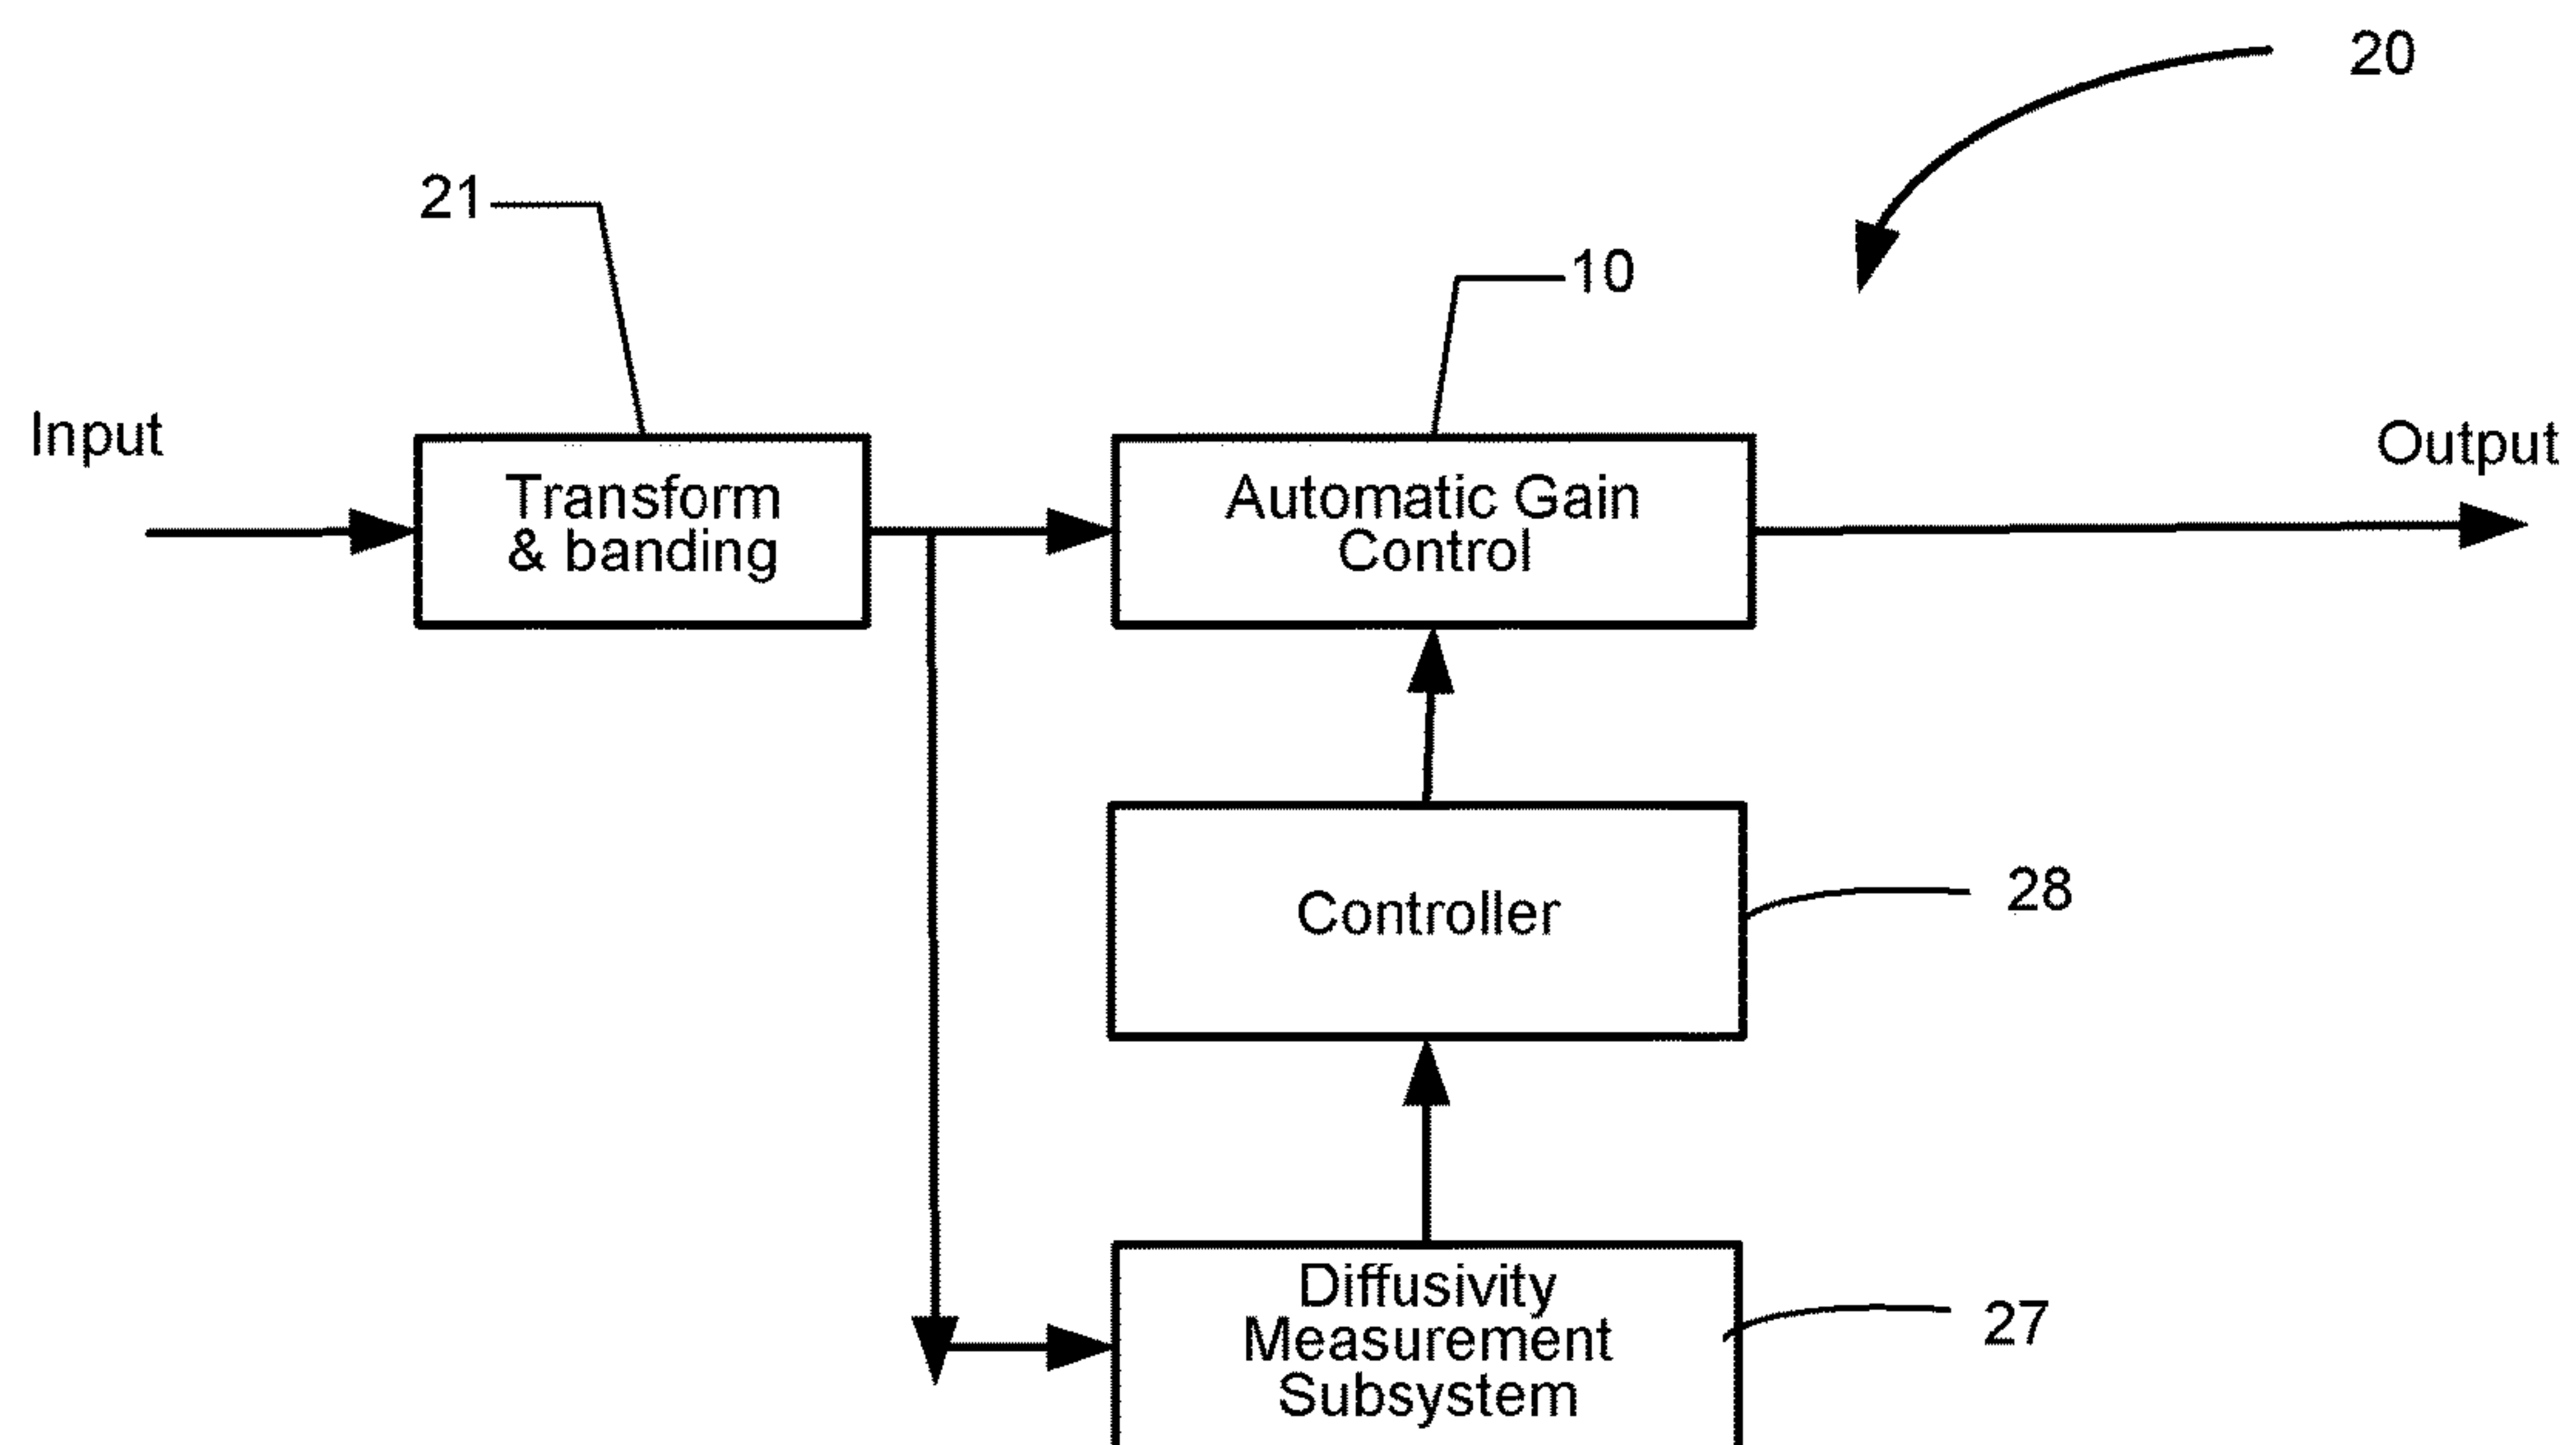 20
21
10
Input
Output
Transform
& banding
Automatic Gain
Control
Controller
28
Diffusivity
Measurement
Subsystem
27